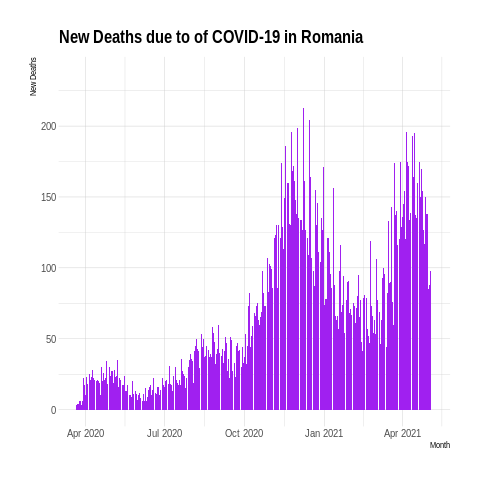 New Deaths due to of COVID-19 in Romania
New Deaths
200
150
100
50
0
Apr 2020 Jul 2020 Oct 2020 Jan 2021 Apr 2021
Month